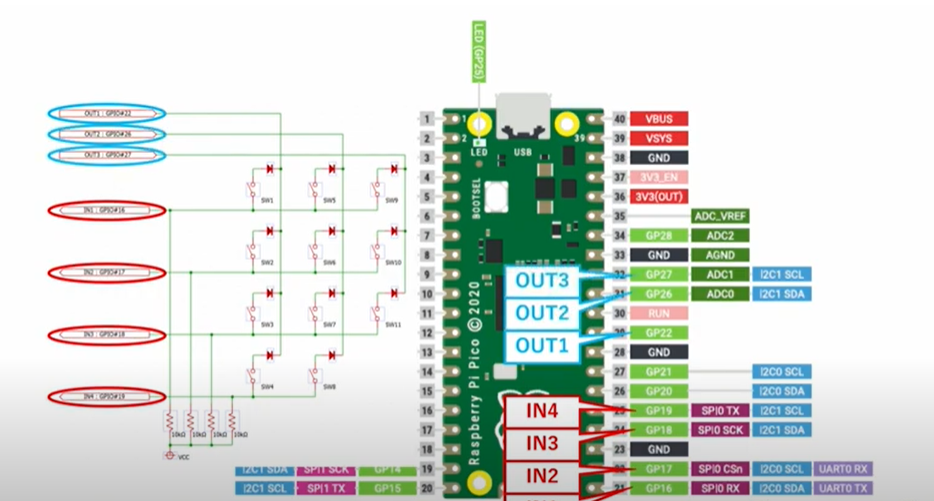 LED (GP25)
OUT1 : GPIO#22
OUT2 : GPIO#26
OUT3 : GPIO#27
IN1 : GPIO#16
IN2 : GPIO#17
IN3 : GPIO#18
IN4 : GPIO#19
SW1 SW5 SW9
SW2 SW6 SW10
SW3 SW7 SW11
SW4 SW8
10kΩ 10kΩ 10kΩ 10kΩ
VCC
1 1 40 VBUS
2 2 39 39 VSYS
LED USB
3 38 GND
4 37 3V3_EN
5 BOOTSEL 36 3V3(OUT)
6 35 ADC_VREF
7 34 GP28 ADC2
8 33 GND AGND
9 32 GP27 ADC1 I2C1 SCL
OUT3
10 31 GP26 ADC0 I2C1 SDA
11 30 RUN
OUT2
12 GP22
OUT1
13 28 GND
14 27 GP21 I2C0 SCL
15 26 GP20 I2C0 SDA
Raspberry Pi Pico © 2020
16 25 GP19 SPI0 TX I2C1 SCL
IN4
17 GP18 SPI0 SCK I2C1 SDA
IN3
18 23 GND
I2C1 SDA SPI1 SCK GP14 19 GP17 SPI0 CSn I2C0 SCL UART0 RX
IN2
I2C1 SCL SPI1 TX GP15 20 21 GP16 SPI0 RX I2C0 SDA UART0 TX